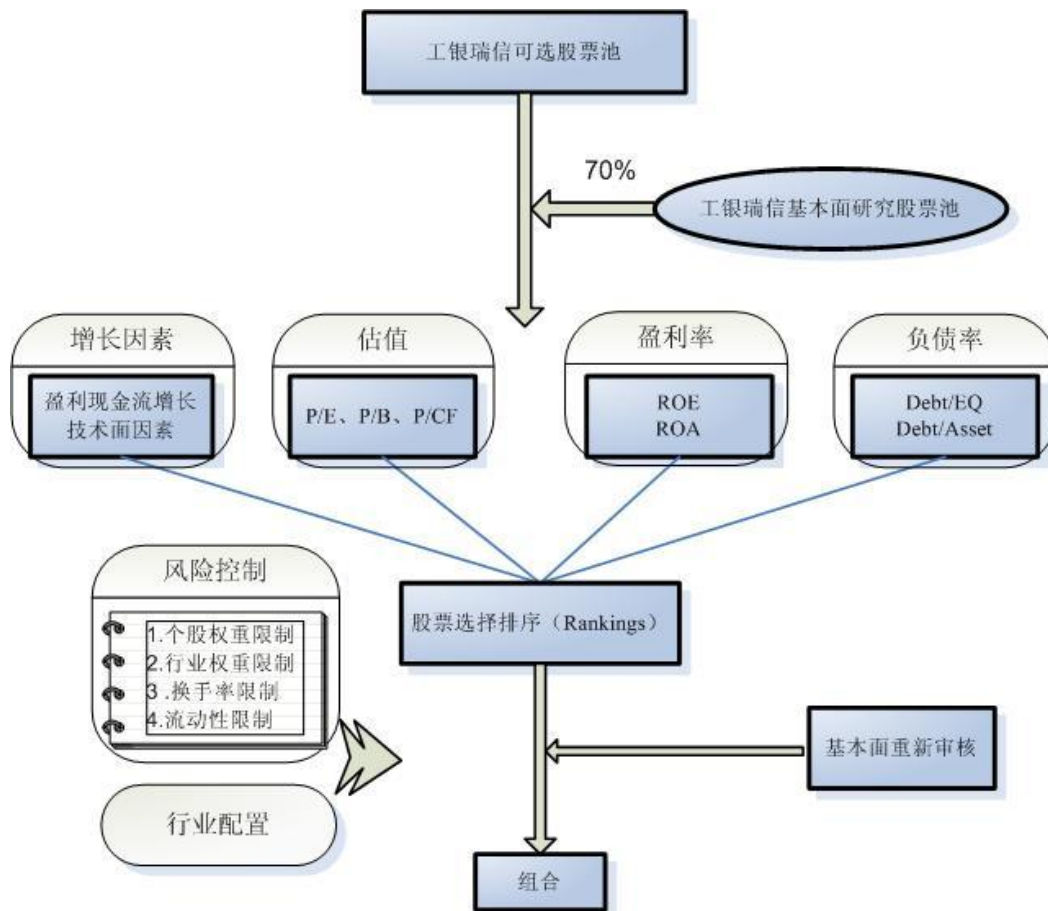 工银瑞信可选股票池
70%
工银瑞信基本面研究股票池
增长因素
盈利现金流增长
技术面因素
估值
P/E、P/B、P/CF
盈利率
ROE
ROA
负债率
Debt/EQ
Debt/Asset
风险控制
1.个股权重限制
2.行业权重限制
3 .换手率限制
4.流动性限制
行业配置
股票选择排序（Rankings）
基本面重新审核
组合